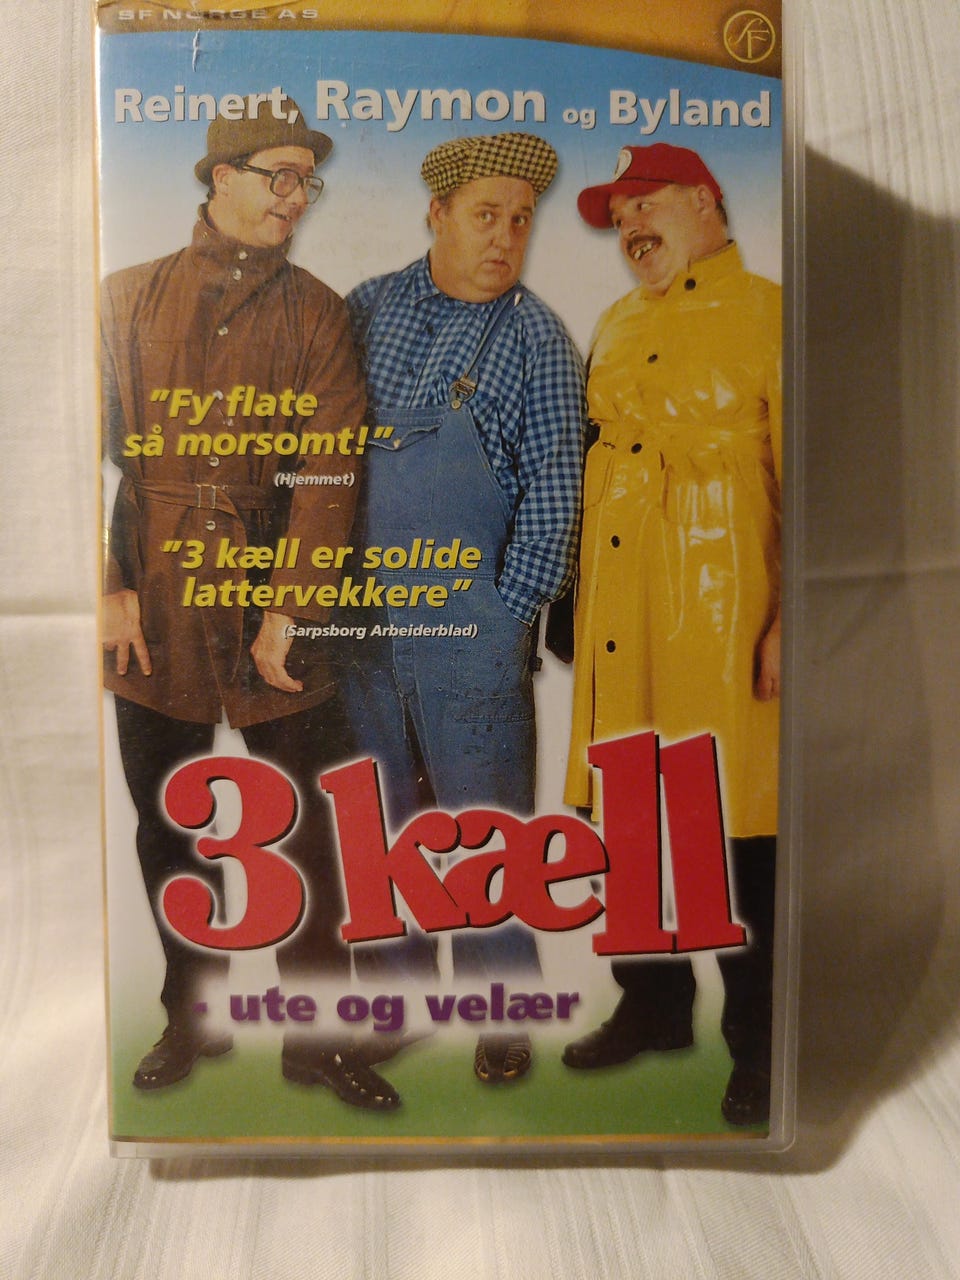 SF NORGE AS
SF
Reinert, Raymon og Byland
"Fy flate
så morsomt!"
(Hjemmet)
"3 kæll er solide
lattervekkere"
(Sarpsborg Arbeiderblad)
3 kæll
- ute og velær